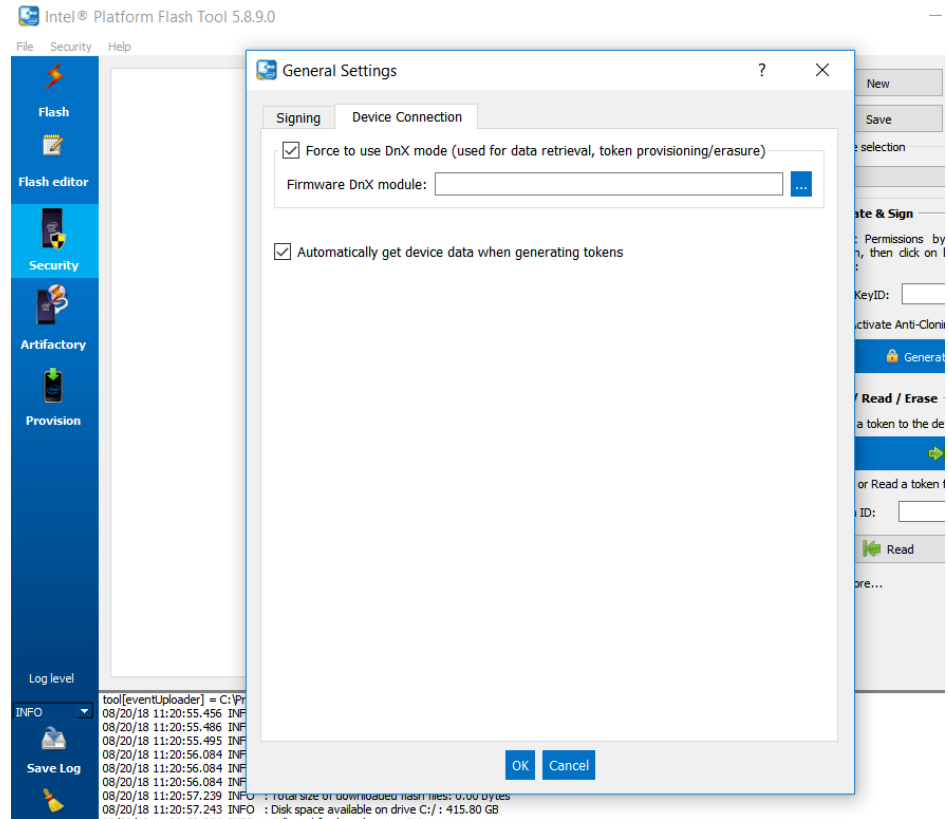 Intel® Platform Flash Tool 5.8.9.0
File Security Help
Flash
Flash editor
Security
Artifactory
Provision
Log level
INFO
Save Log
General Settings
?
Signing Device Connection
Force to use DnX mode (used for data retrieval, token provisioning/erasure)
Firmware DnX module:
...
Automatically get device data when generating tokens
OK Cancel
New
Save
selection
ate & Sign
Permissions by
n, then click on
KeyID:
Activate Anti-Cloni
Generat
/ Read / Erase
a token to the de
or Read a token f
ID:
Read
ore...
tool[eventUploader] = C:\Pr
08/20/18 11:20:55.456 INF
08/20/18 11:20:55.486 INF
08/20/18 11:20:55.495 INF
08/20/18 11:20:56.084 INF
08/20/18 11:20:56.084 INF
08/20/18 11:20:56.084 INF
08/20/18 11:20:57.239 INFO : Total size of downloaded flash files: 0.00 bytes
08/20/18 11:20:57.243 INFO : Disk space available on drive C:/ : 415.80 GB